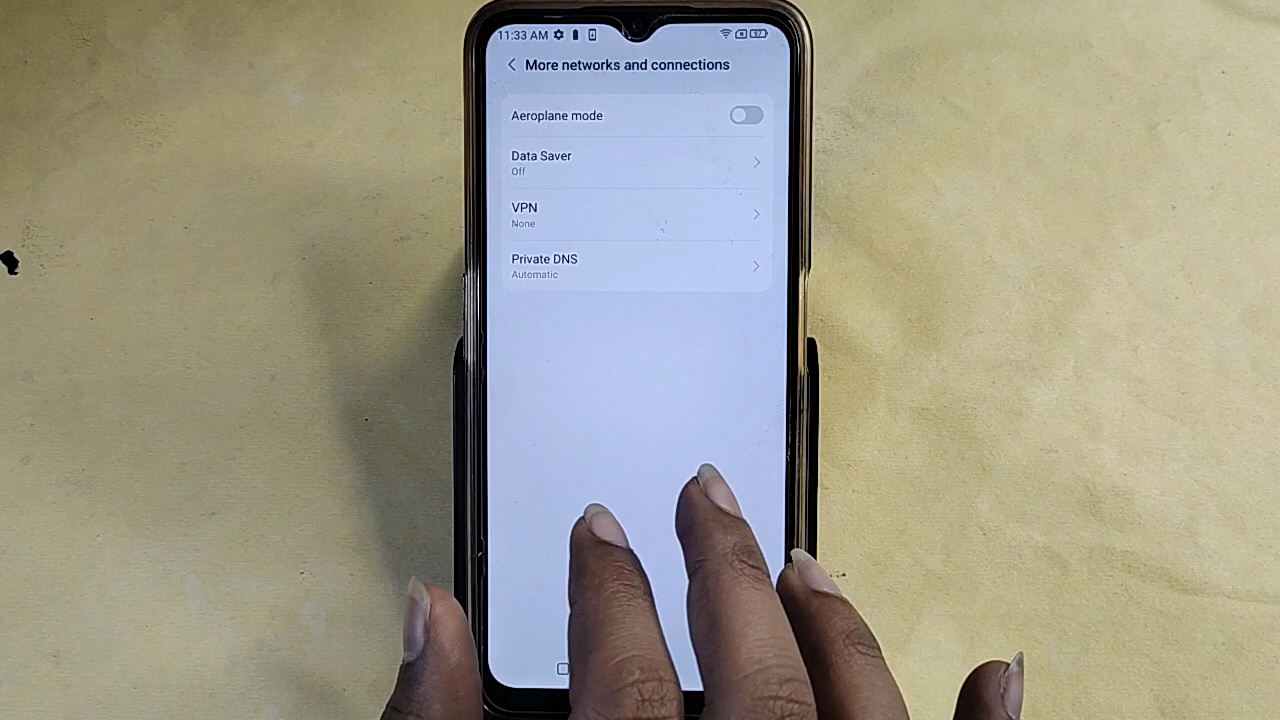 11:33 AM
More networks and connections
Aeroplane mode
Data Saver
Off
VPN
None
Private DNS
Automatic